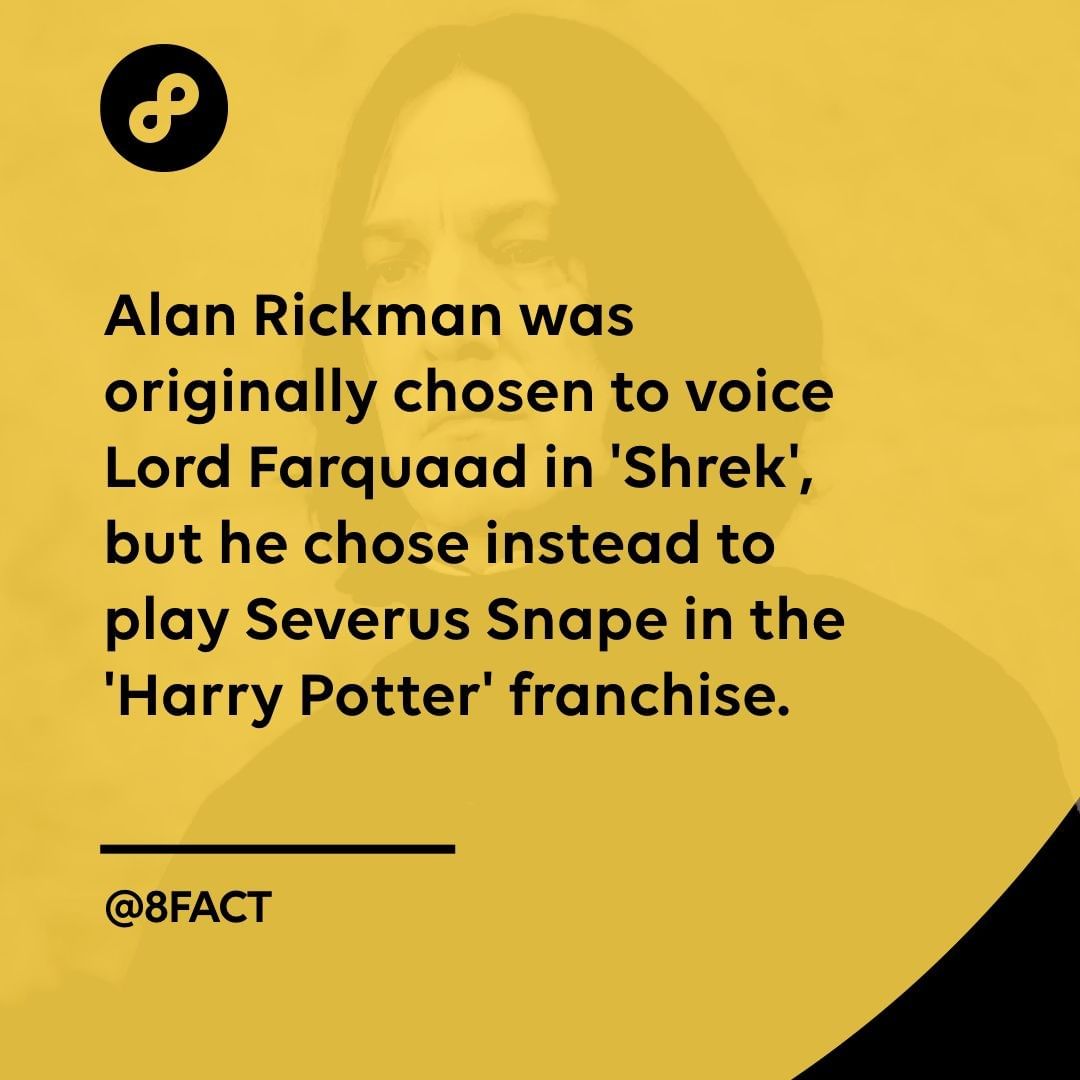 Alan Rickman was
originally chosen to voice
Lord Farquaad in 'Shrek',
but he chose instead to
play Severus Snape in the
'Harry Potter' franchise.
@8FACT